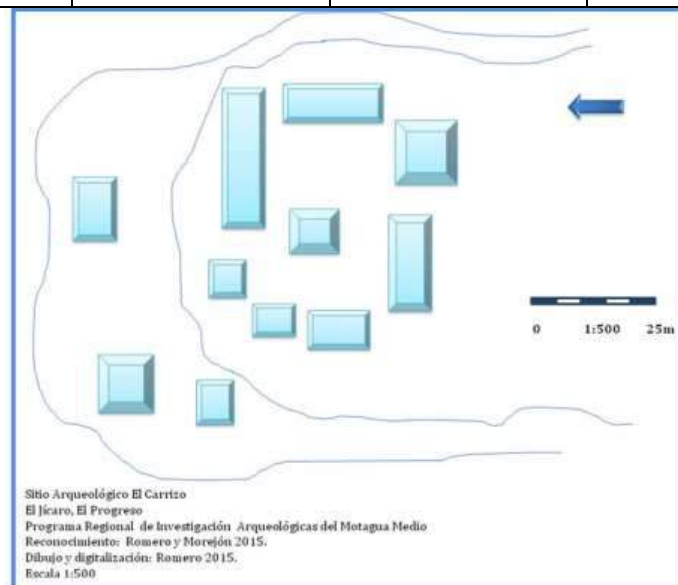 0 1:500 25m
Sitio Arqueológico El Carrizo
El Jícaro, El Progreso
Programa Regional de Investigación Arqueológicas del Motagua Medio
Reconocimiento: Romero y Morejón 2015.
Dibujo y digitalización: Romero 2015.
Escala 1:500